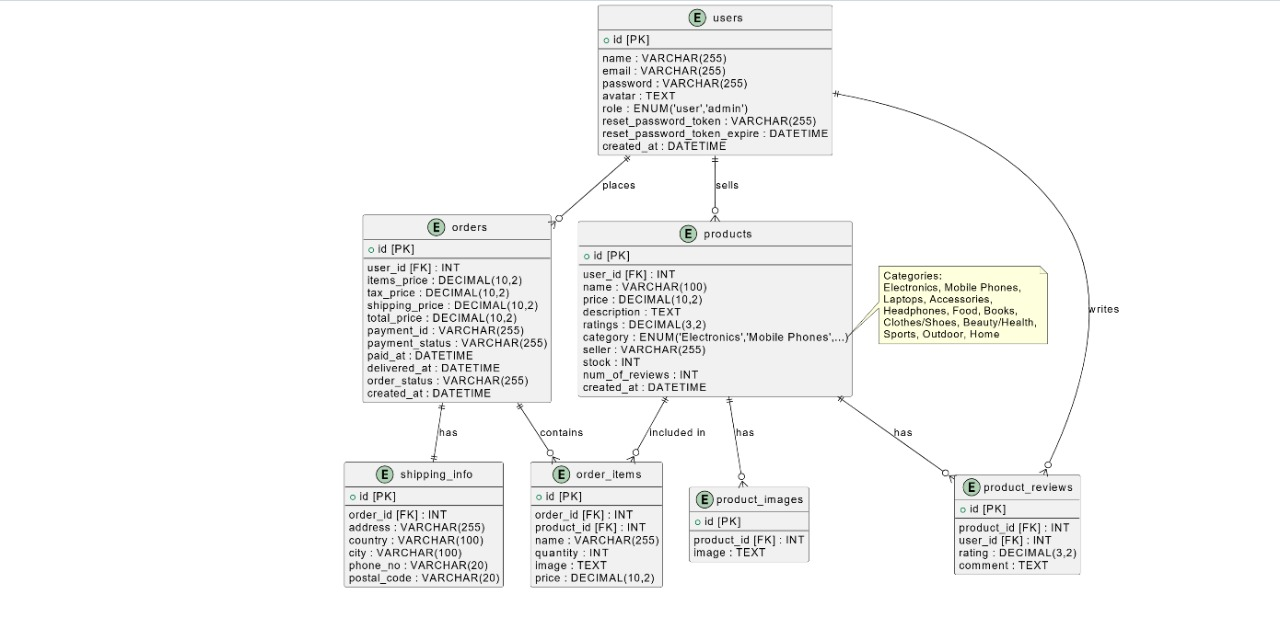 E users
id [PK]
name : VARCHAR(255)
email : VARCHAR(255)
password : VARCHAR(255)
avatar : TEXT
role : ENUM('user','admin')
reset_password_token : VARCHAR(255)
reset_password_token_expire : DATETIME
created_at : DATETIME
places
sells
writes
E orders
id [PK]
user_id [FK] : INT
items_price : DECIMAL(10,2)
tax_price : DECIMAL(10,2)
shipping_price : DECIMAL(10,2)
total_price : DECIMAL(10,2)
payment_id : VARCHAR(255)
payment_status : VARCHAR(255)
paid_at : DATETIME
delivered_at : DATETIME
order_status : VARCHAR(255)
created_at : DATETIME
E products
id [PK]
user_id [FK] : INT
name : VARCHAR(100)
price : DECIMAL(10,2)
description : TEXT
ratings : DECIMAL(3,2)
category : ENUM('Electronics','Mobile Phones',...)
seller : VARCHAR(255)
stock : INT
num_of_reviews : INT
created_at : DATETIME
Categories:
Electronics, Mobile Phones,
Laptops, Accessories,
Headphones, Food, Books,
Clothes/Shoes, Beauty/Health,
Sports, Outdoor, Home
has
contains
included in
has
has
E shipping_info
id [PK]
order_id [FK] : INT
address : VARCHAR(255)
country : VARCHAR(100)
city : VARCHAR(100)
phone_no : VARCHAR(20)
postal_code : VARCHAR(20)
E order_items
id [PK]
order_id [FK] : INT
product_id [FK] : INT
name : VARCHAR(255)
quantity : INT
image : TEXT
price : DECIMAL(10,2)
E product_images
id [PK]
product_id [FK] : INT
image : TEXT
E product_reviews
id [PK]
product_id [FK] : INT
user_id [FK] : INT
rating : DECIMAL(3,2)
comment : TEXT